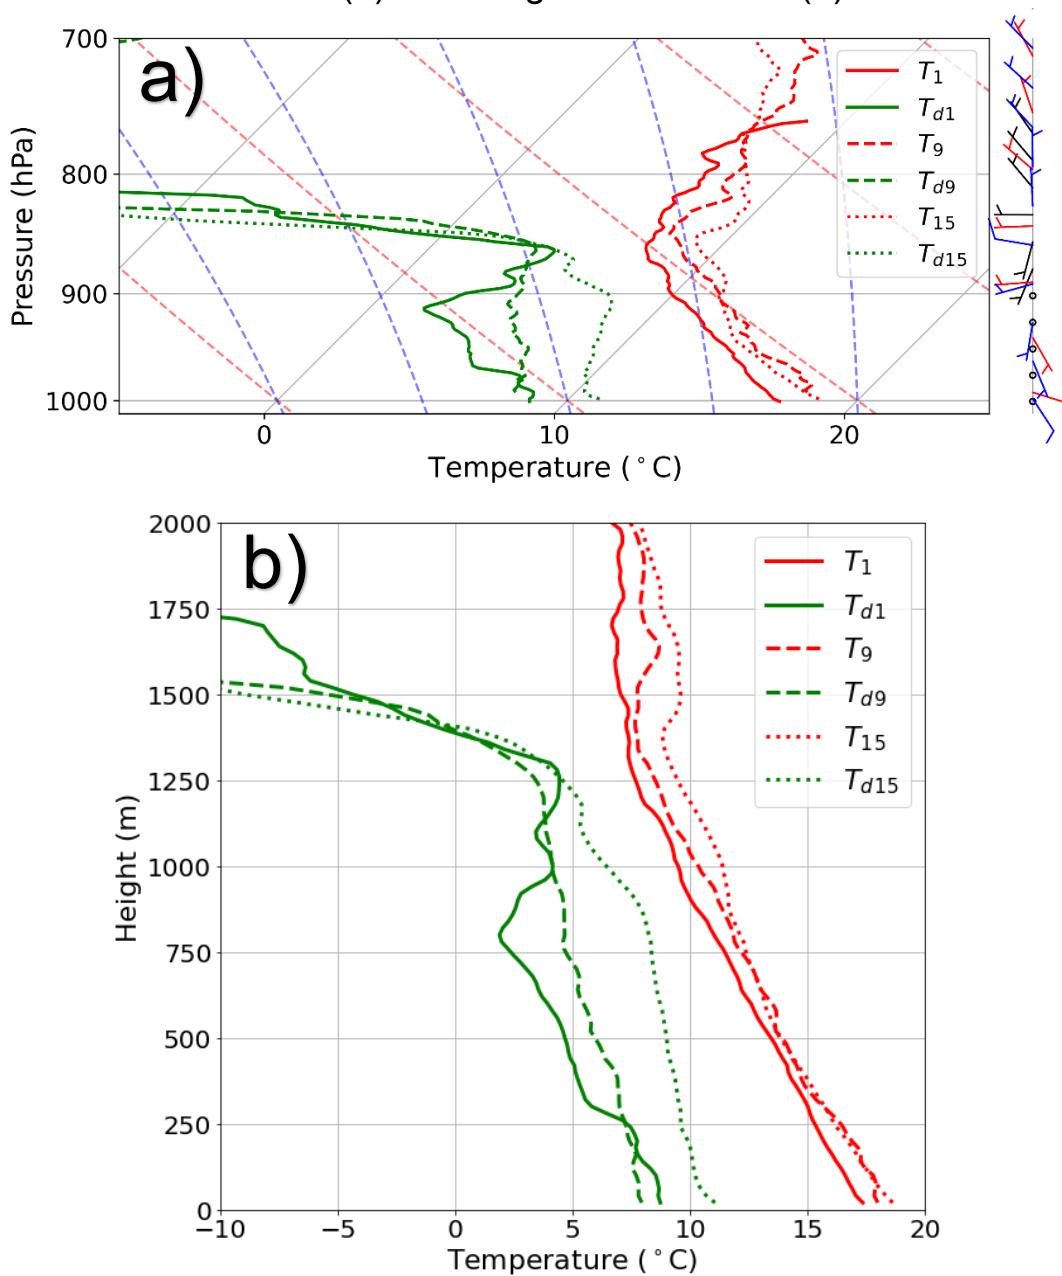 a)
700
800
900
1000
Pressure (hPa)
0
10
20
Temperature (°C)
T1
Td1
T9
Td9
T15
Td15
b)
2000
1750
1500
1250
1000
750
500
250
0
Height (m)
−10
−5
0
5
10
15
20
Temperature (°C)
T1
Td1
T9
Td9
T15
Td15